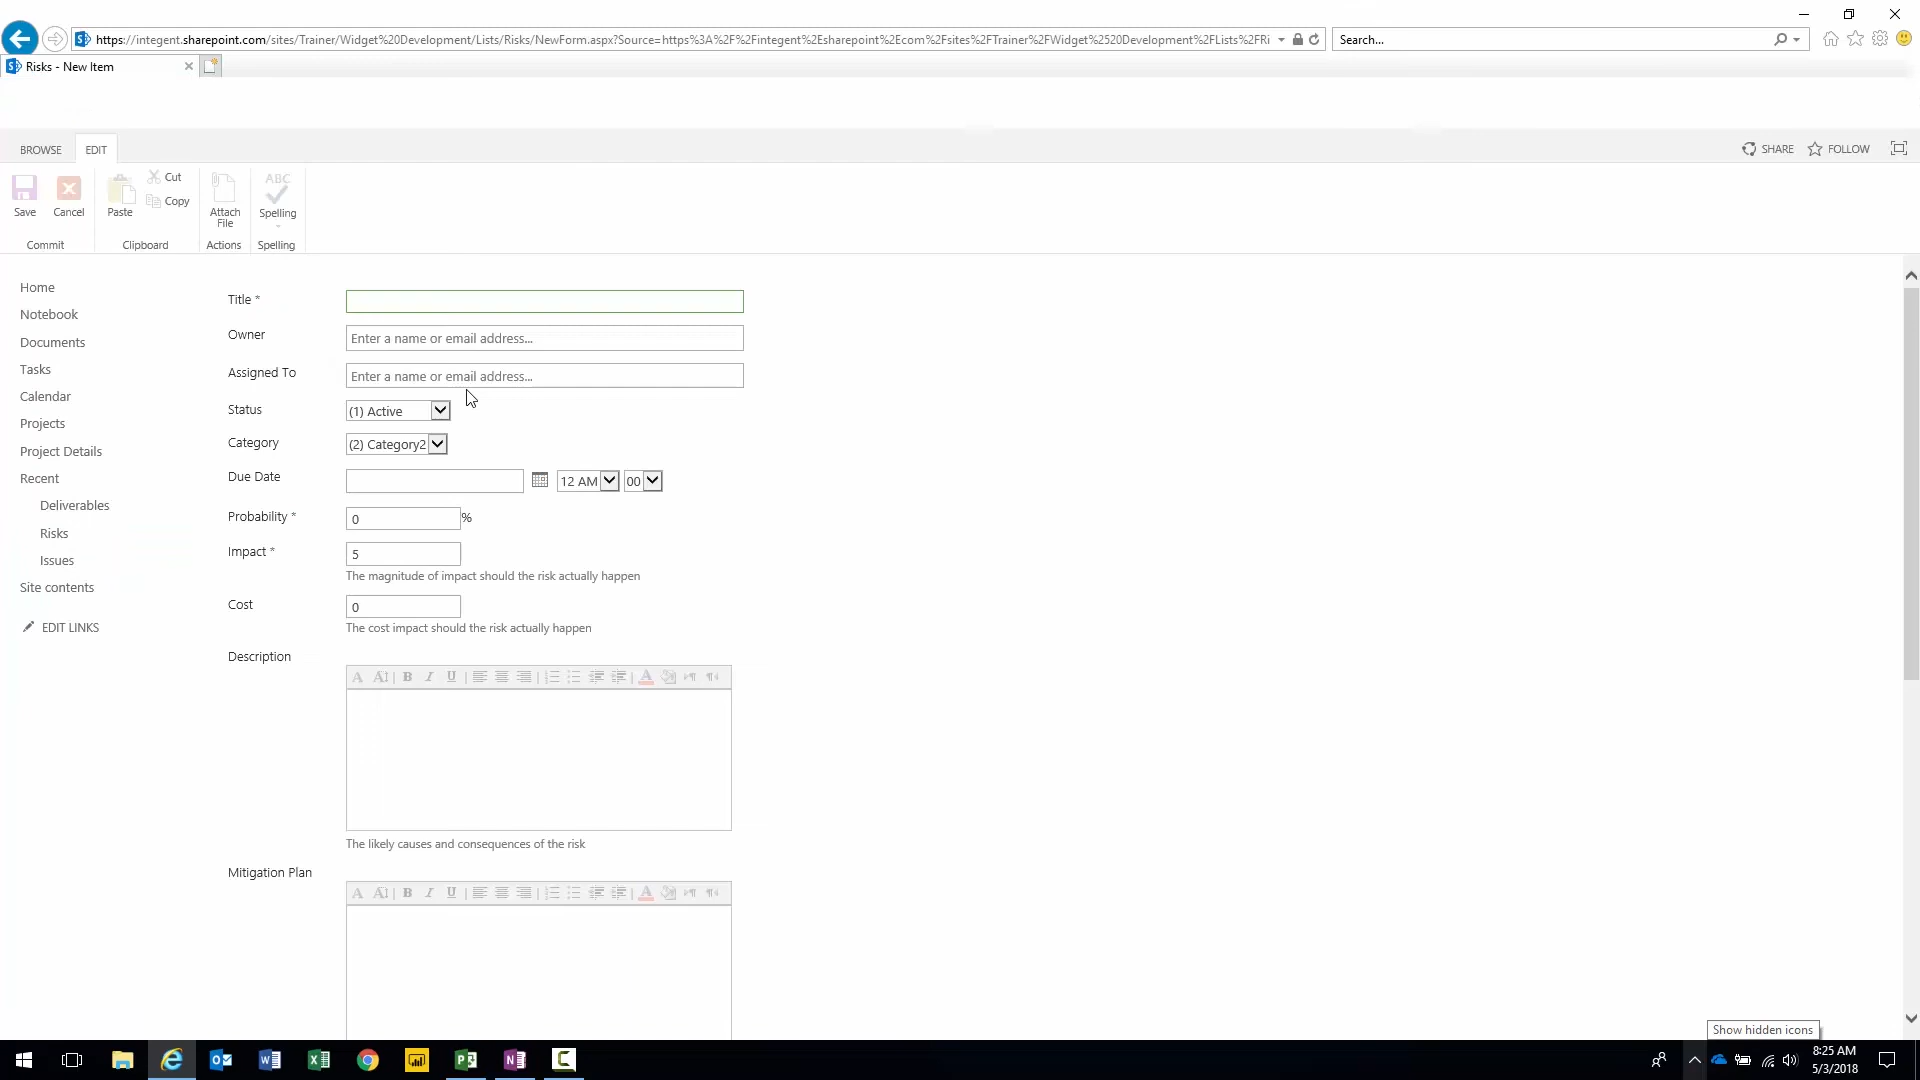 https://integent.sharepoint.com/sites/Trainer/Widget%20Development/Lists/Risks/NewForm.aspx?Source=https%3A%2F%2Fintegent%2Esharepoint%2Ecom%2Fsites%2FTrainer%2FWidget%2520Development%2FLists%2FRi
Search...
Risks - New Item
BROWSE
EDIT
SHARE
FOLLOW
Save
Cancel
Paste
Cut
Copy
Attach
File
ABC
Spelling
Commit
Clipboard
Actions
Spelling
Home
Notebook
Documents
Tasks
Calendar
Projects
Project Details
Recent
Deliverables
Risks
Issues
Site contents
EDIT LINKS
Title *
Owner
Enter a name or email address...
Assigned To
Enter a name or email address...
Status
(1) Active
Category
(2) Category2
Due Date
12 AM
00
Probability *
0
%
Impact *
5
The magnitude of impact should the risk actually happen
Cost
0
The cost impact should the risk actually happen
Description
A A B I U A
The likely causes and consequences of the risk
Mitigation Plan
A A B I U A
Show hidden icons
8:25 AM
5/3/2018